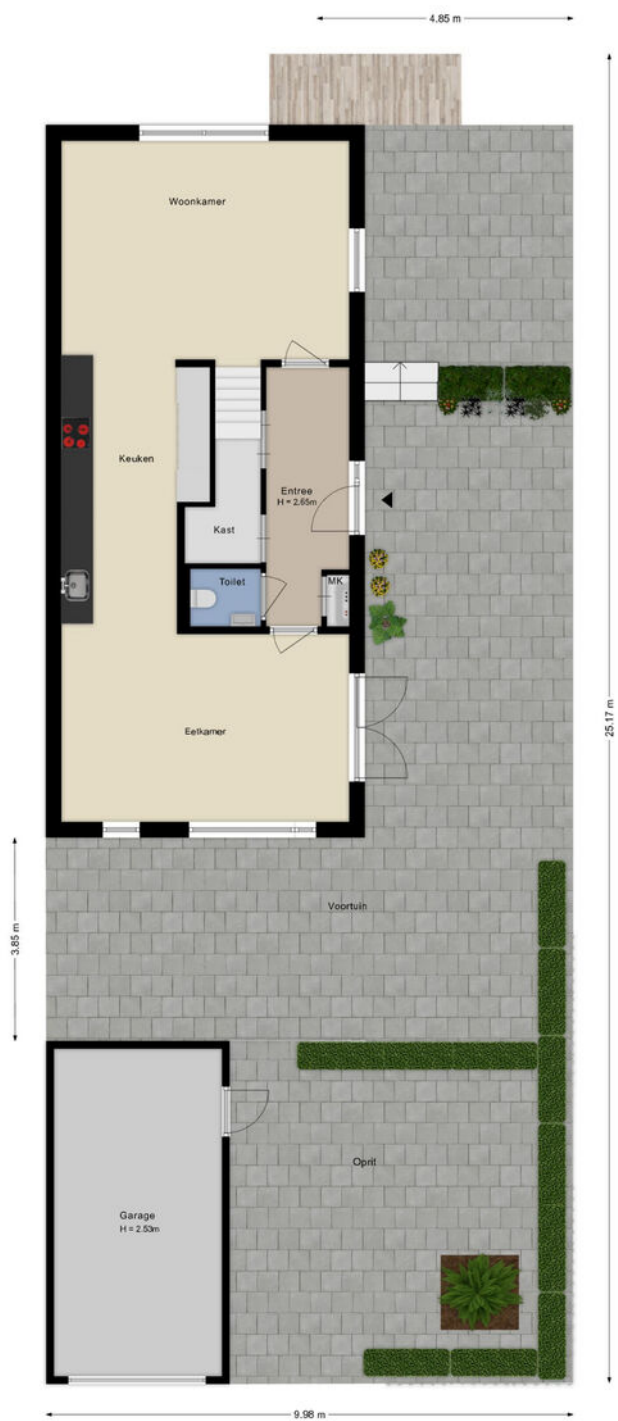 4.85 m
Woonkamer
Keuken
Entree
H = 2.65m
Kast
Toilet
MK
Eetkamer
25.17 m
Voortuin
3.85 m
Oprit
Garage
H = 2.53m
9.98 m